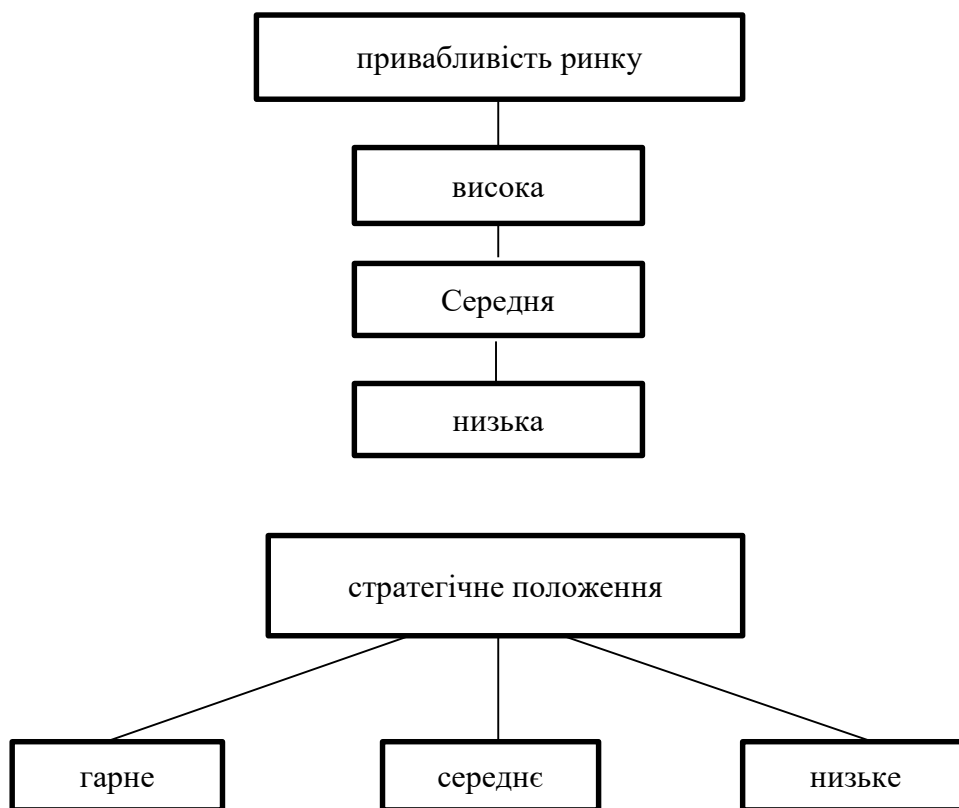 привабливість ринку
висока
Середня
низька
стратегічне положення
гарне
середнє
низьке